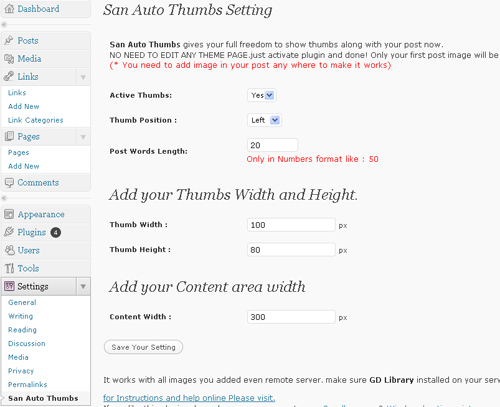 Dashboard
Posts
Media
Links
Links
Add New
Link Categories
Pages
Pages
Add New
Comments
Appearance
Plugins 4
Users
Tools
Settings
General
Writing
Reading
Discussion
Media
Privacy
Permalinks
San Auto Thumbs
San Auto Thumbs Setting
San Auto Thumbs gives your full freedom to show thumbs along with your post now.
NO NEED TO EDIT ANY THEME PAGE.just activate plugin and done! Only your first post image will be
(* You need to add image in your post any where to make it works)
Active Thumbs: Yes
Thumb Position : Left
Post Words Length: 20
Only in Numbers format like : 50
Add your Thumbs Width and Height.
Thumb Width : 100 px
Thumb Height : 80 px
Add your Content area width
Content Width : 300 px
Save Your Setting
It works with all images you added even remote server. make sure GD Library installed on your
for Instructions and help online Please visit.